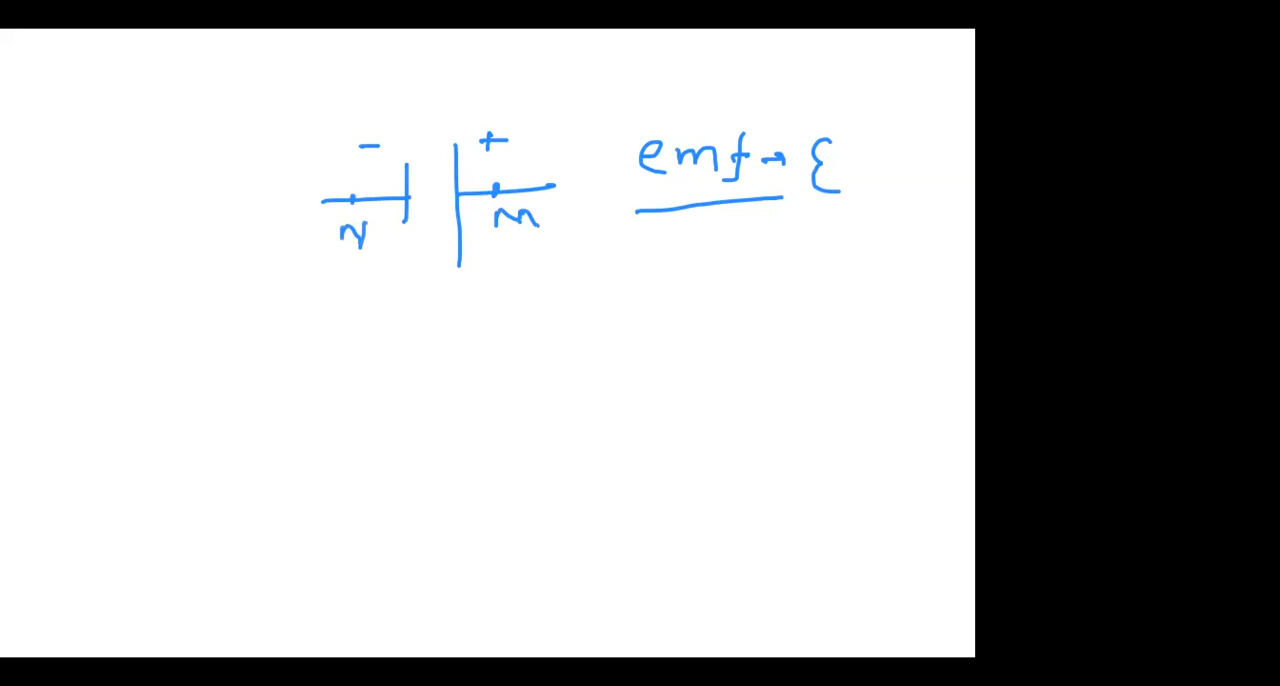 - +
emf → ε
N m